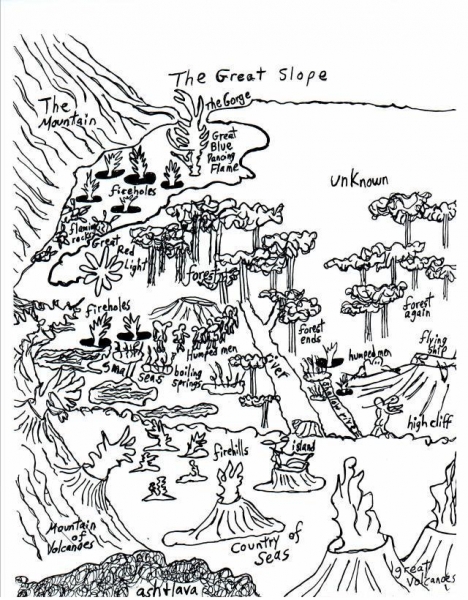 The Great Slope
The
Mountain
The Gorge
Great
Blue
Dancing
Flame
fireholes
unKnown
flaming
rocks
Great
Red
Light
forest
fireholes
forest
again
forest
ends
flying
ship
Humped men
humped men
small
seas
boiling
springs
river
river
high cliff
firehills
island
Mountain
of
Volcanoes
Country of
Seas
great
Volcanoes
ash+lava